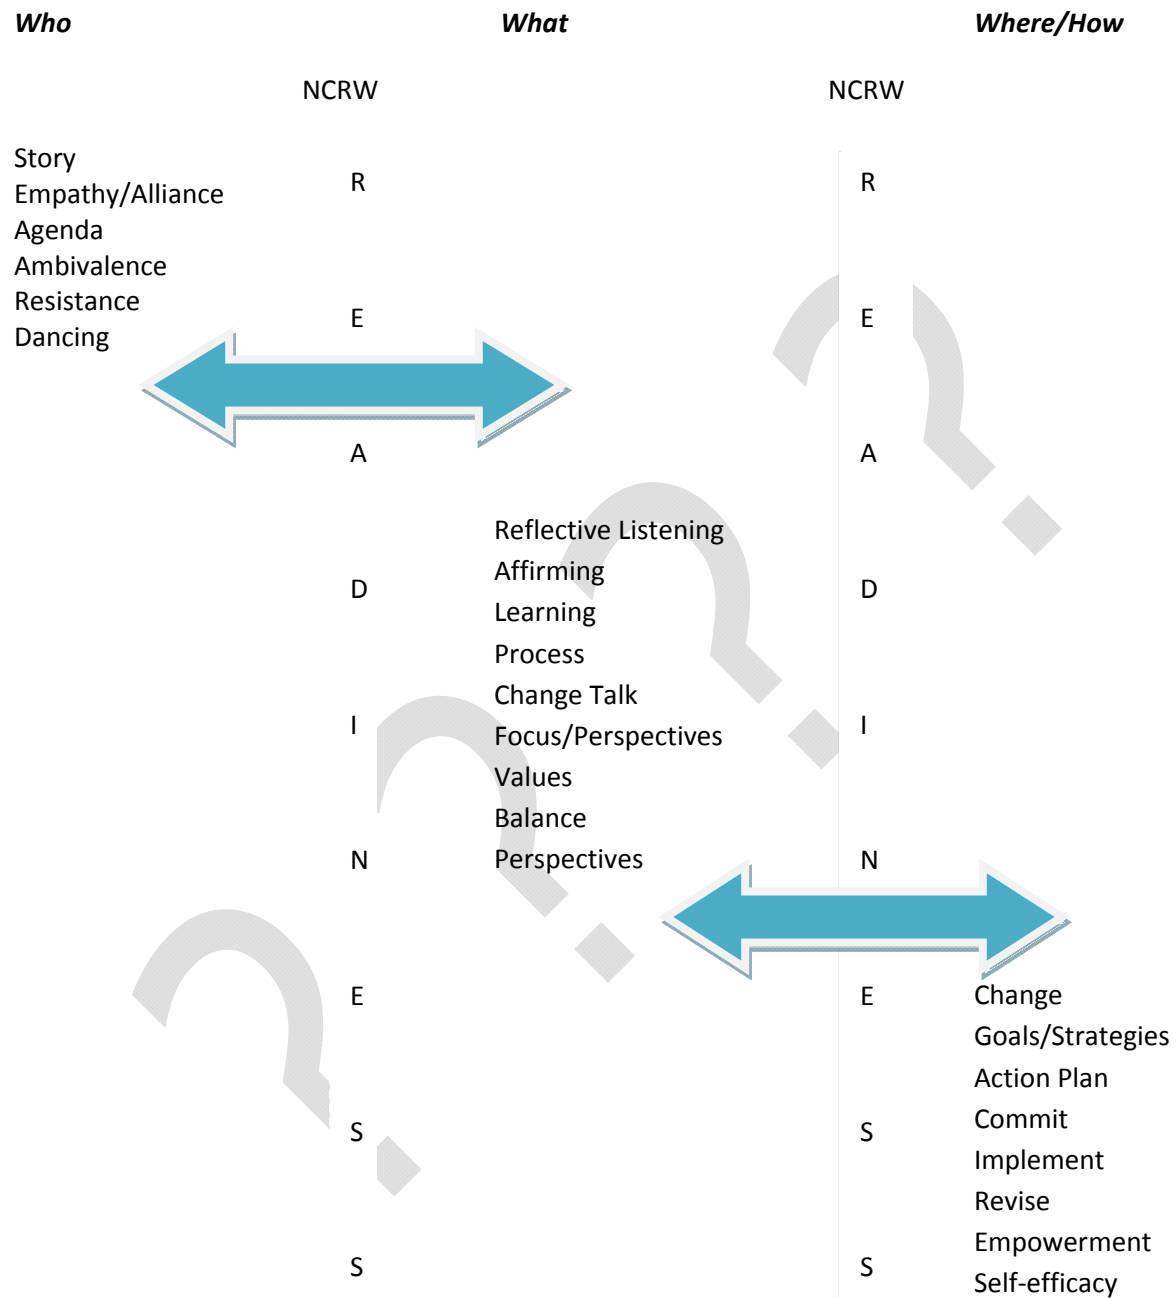 Who What Where/How
NCRW NCRW
Story
Empathy/Alliance
Agenda
Ambivalence
Resistance
Dancing
R
E
A
D
I
N
E
S
S
Reflective Listening
Affirming
Learning
Process
Change Talk
Focus/Perspectives
Values
Balance
Perspectives
R
E
A
D
I
N
E
S
S
Change
Goals/Strategies
Action Plan
Commit
Implement
Revise
Empowerment
Self-efficacy
?
?
?
?